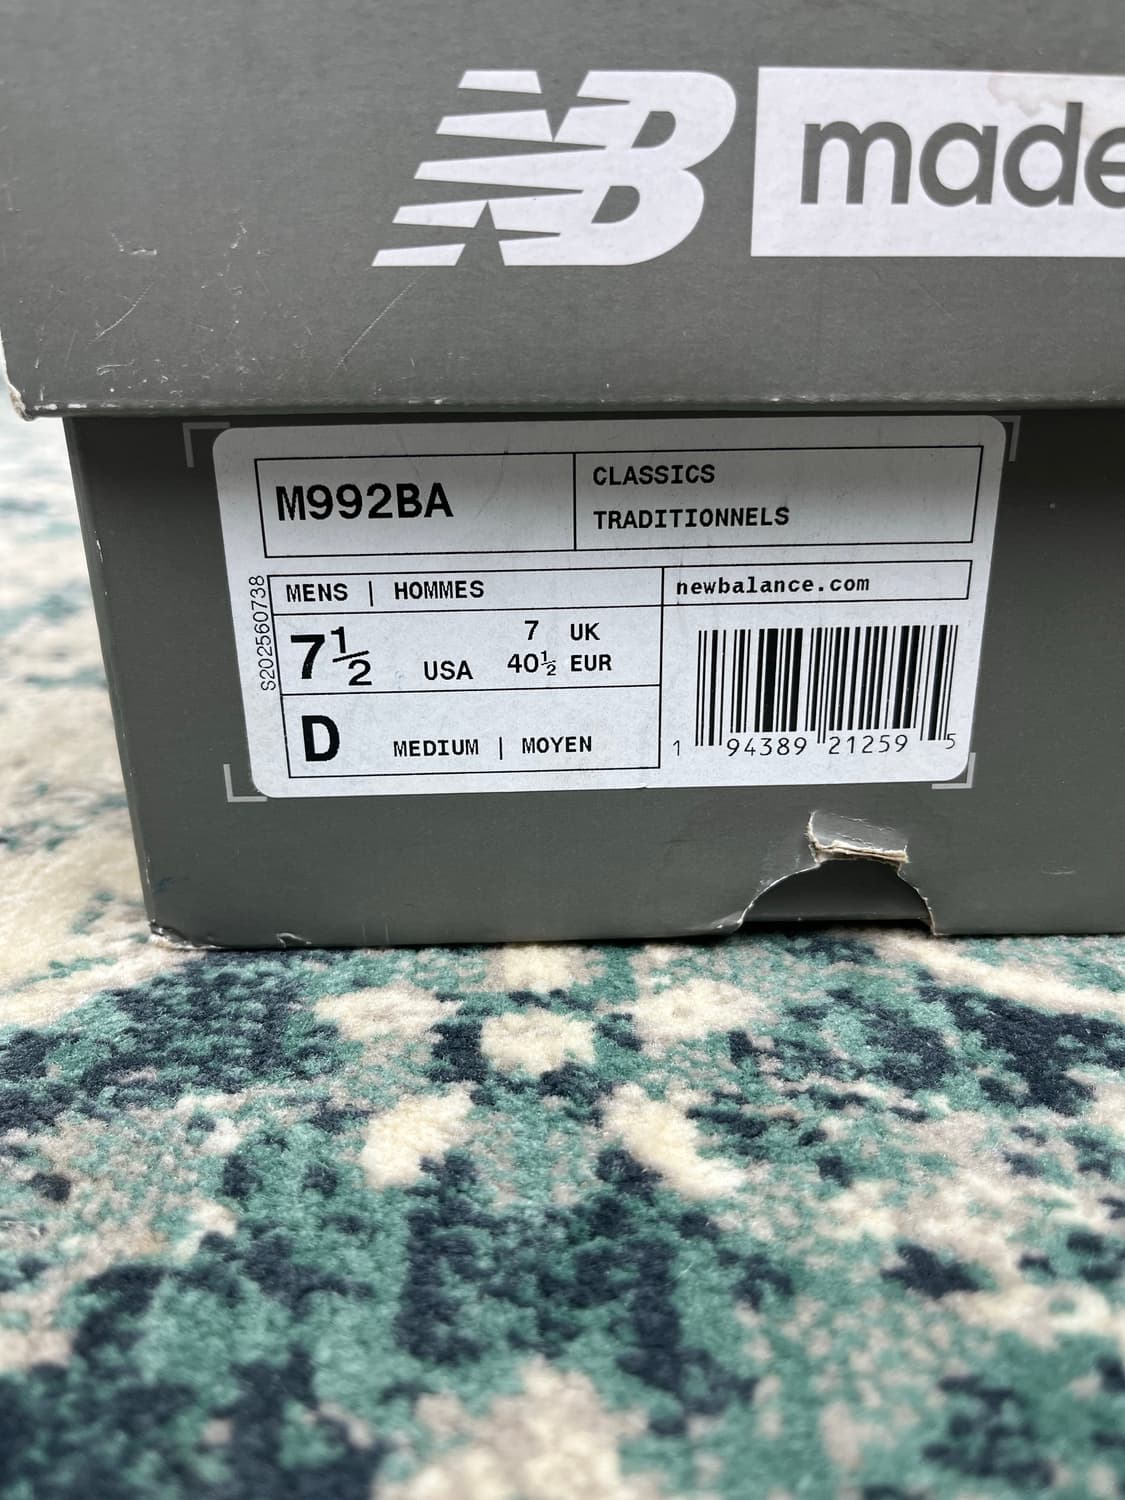 NB made
M992BA
CLASSICS
TRADITIONNELS
S202560738
MENS | HOMMES
newbalance.com
7½ USA
7 UK
40½ EUR
D MEDIUM | MOYEN
1 94389 21259 5